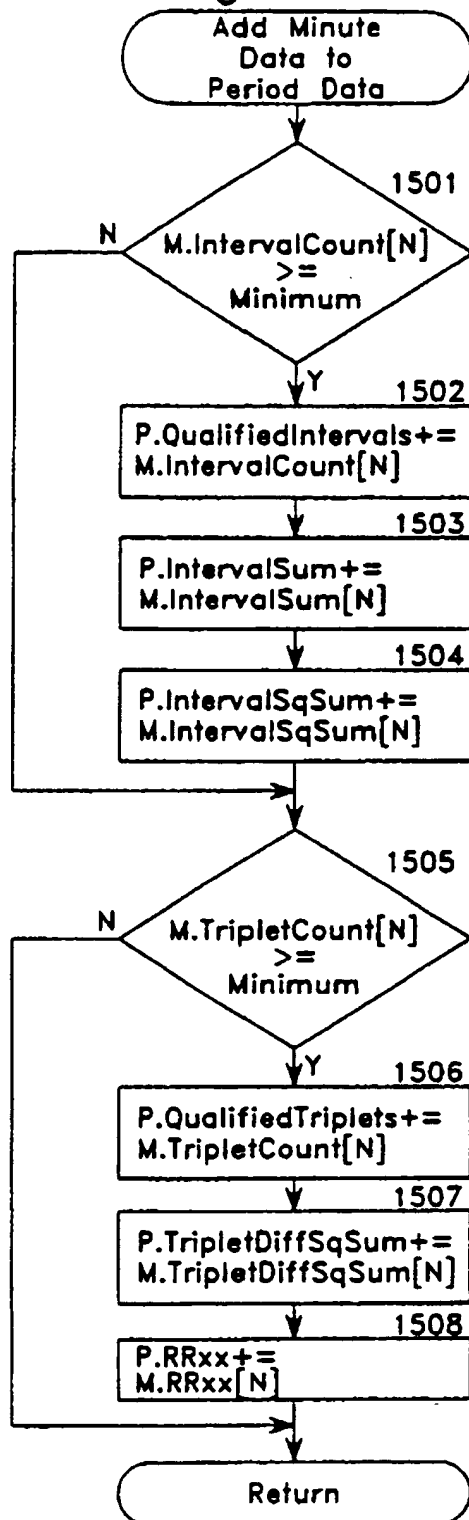 Add Minute
Data to
Period Data
1501
N
M.IntervalCount[N]
>=
Minimum
Y
1502
P.QualifiedIntervals+=
M.IntervalCount[N]
1503
P.IntervalSum+=
M.IntervalSum[N]
1504
P.IntervalSqSum+=
M.IntervalSqSum[N]
1505
N
M.TripletCount[N]
>=
Minimum
Y
1506
P.QualifiedTriplets+=
M.TripletCount[N]
1507
P.TripletDiffSqSum+=
M.TripletDiffSqSum[N]
1508
P.RRxx+=
M.RRxx[N]
Return